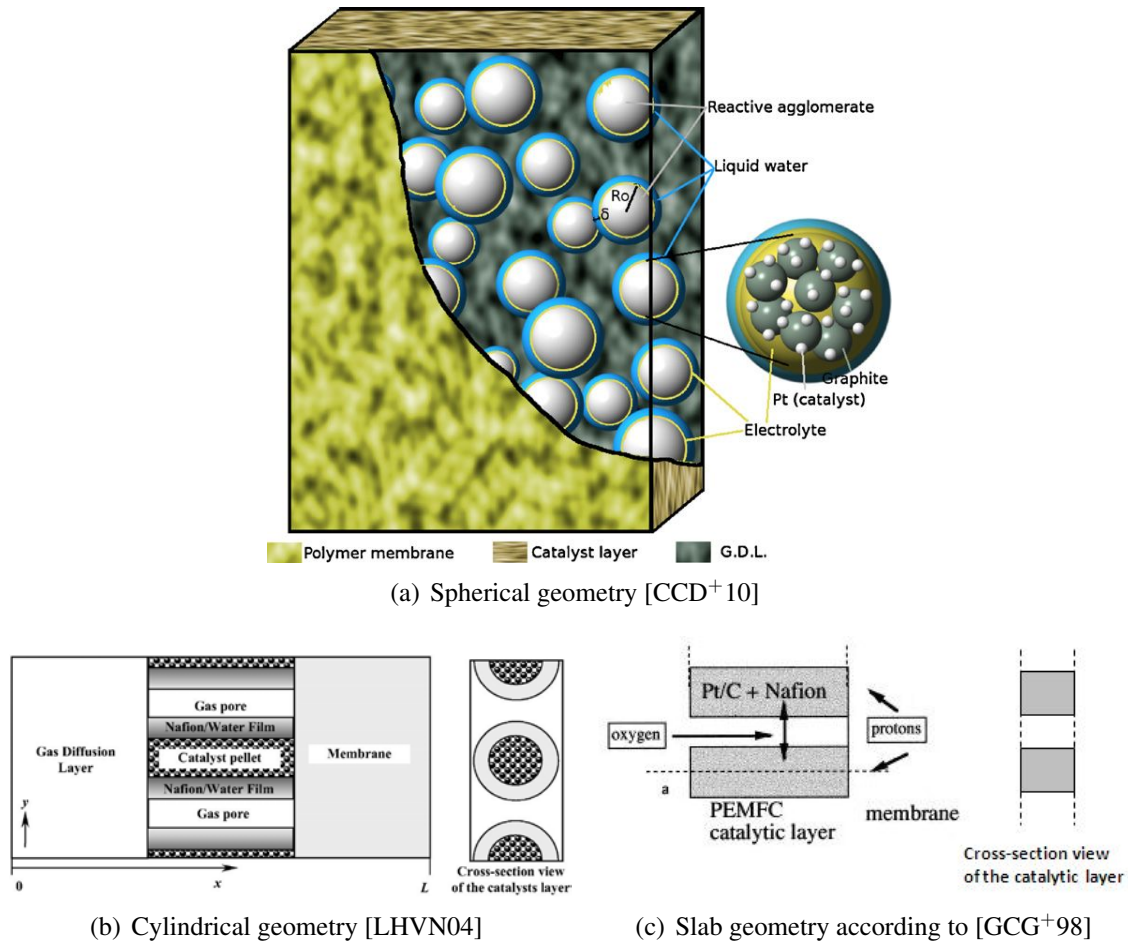 Reactive agglomerate
Liquid water
Ro
δ
Graphite
Pt (catalyst)
Electrolyte
Polymer membrane
Catalyst layer
G.D.L.
(a) Spherical geometry [CCD+10]
Gas Diffusion
Layer
Gas pore
Nafion/Water Film
Catalyst pellet
Nafion/Water Film
Gas pore
Membrane
y
0
x
L
Cross-section view
of the catalysts layer
(b) Cylindrical geometry [LHVN04]
Pt/C + Nafion
oxygen
protons
a
PEMFC
catalytic layer
membrane
Cross-section view
of the catalytic layer
(c) Slab geometry according to [GCG+98]